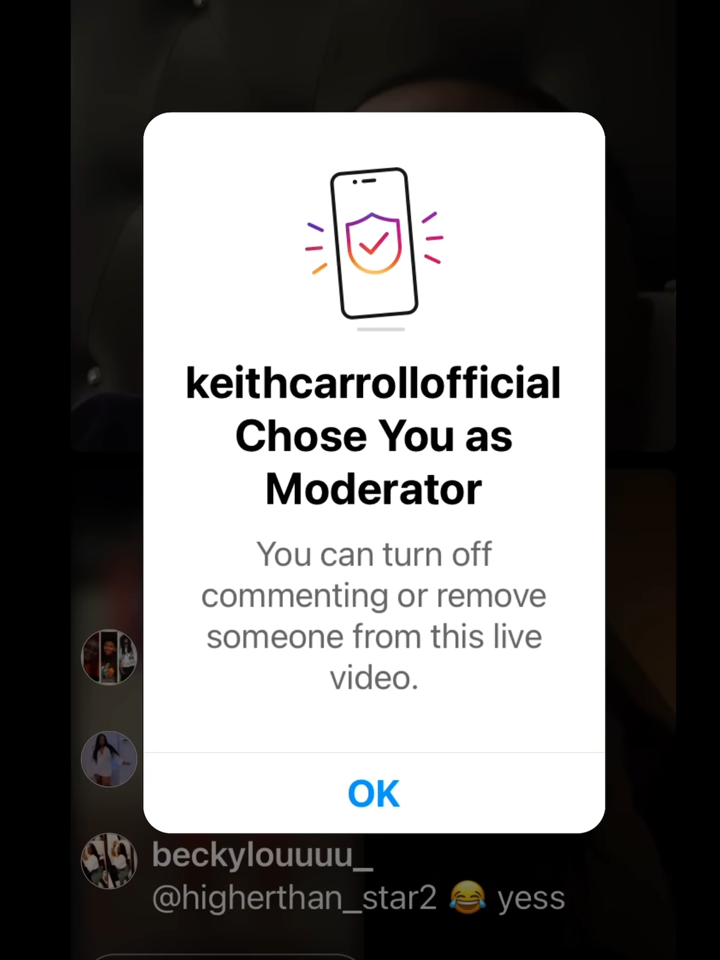 keithcarrollofficial
Chose You as
Moderator
You can turn off
commenting or remove
someone from this live
video.
OK
beckylouuuu_
@higherthan_star2 😂 yess